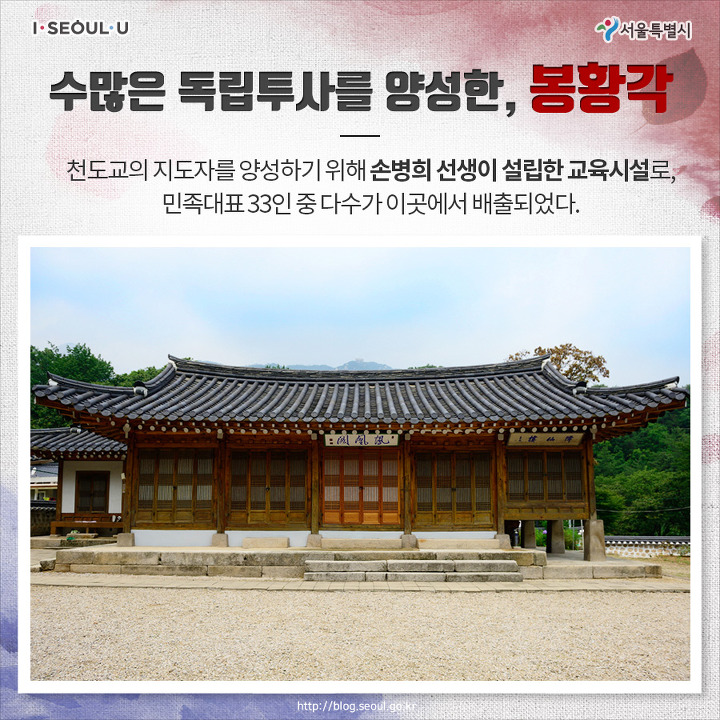 I·SEOUL·U
서울특별시
수많은 독립투사를 양성한, 봉황각
천도교의 지도자를 양성하기 위해 손병희 선생이 설립한 교육시설로,
민족대표 33인 중 다수가 이곳에서 배출되었다.
http://blog.seoul.go.kr